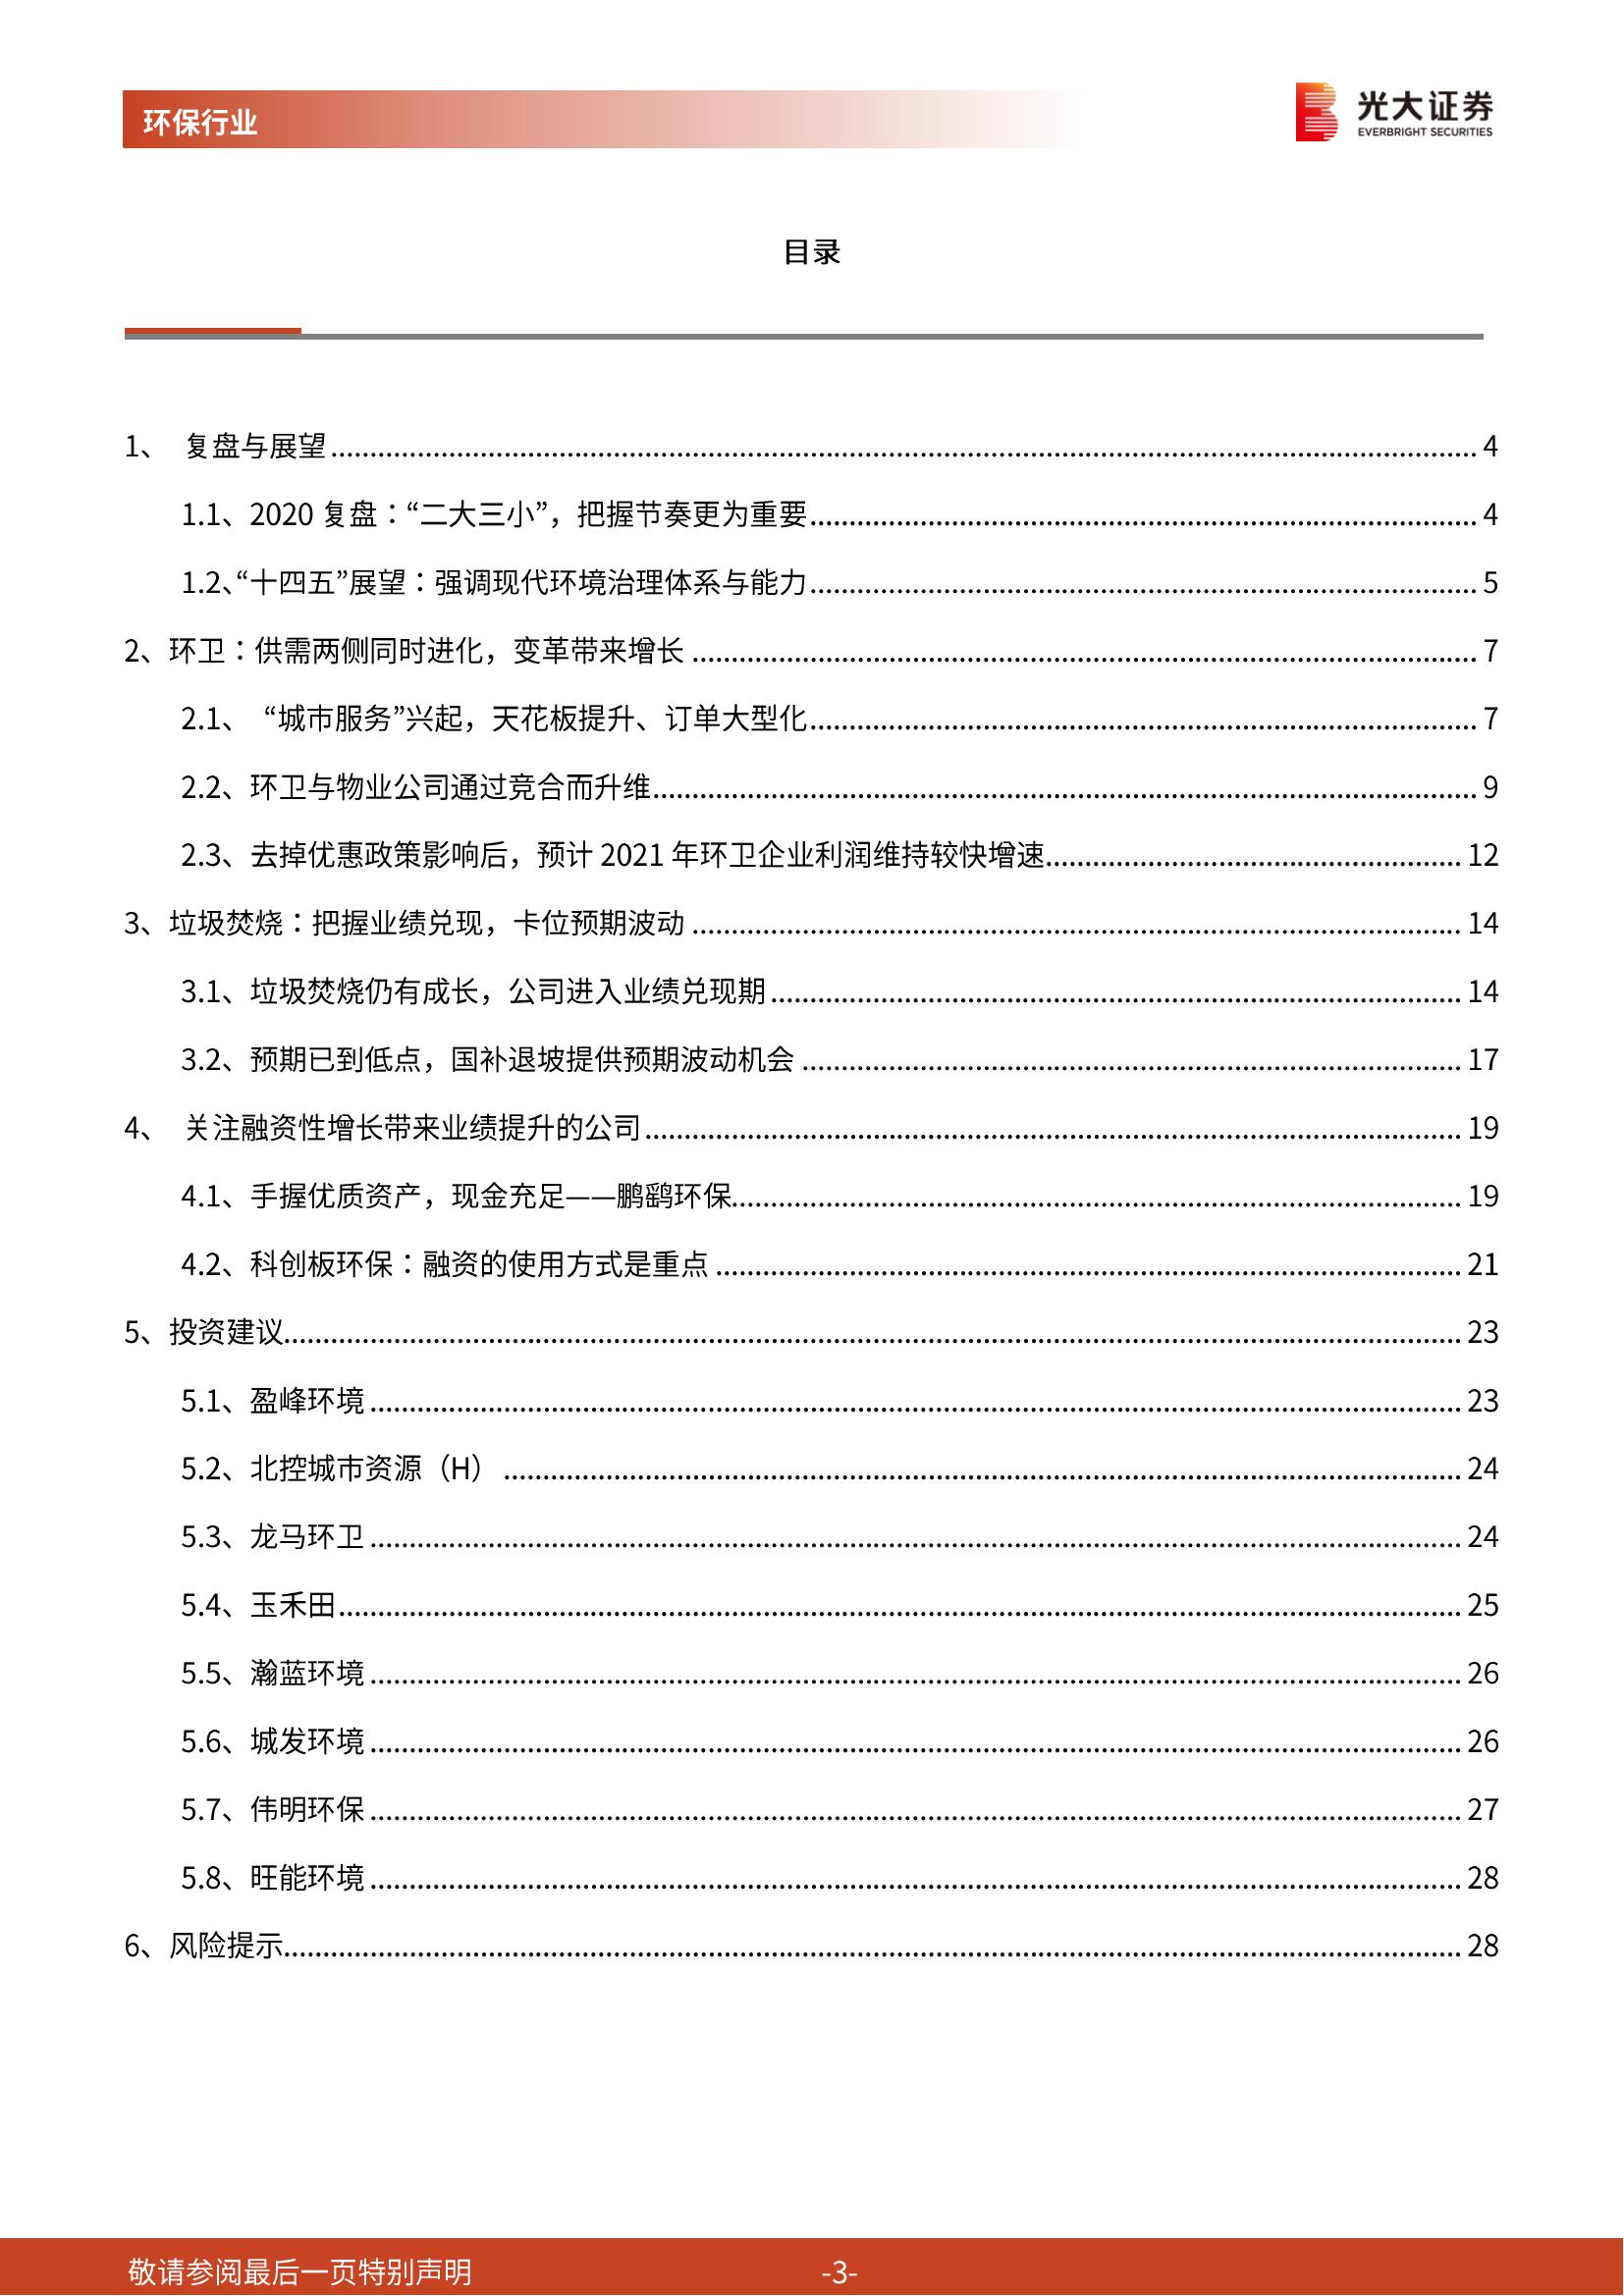 环保行业
光大证券
EVERBRIGHT SECURITIES
目录
1、 复盘与展望 4
1.1、2020 复盘：“二大三小”，把握节奏更为重要 4
1.2、“十四五”展望：强调现代环境治理体系与能力 5
2、环卫：供需两侧同时进化，变革带来增长 7
2.1、 “城市服务”兴起，天花板提升、订单大型化 7
2.2、环卫与物业公司通过竞合而升维 9
2.3、去掉优惠政策影响后，预计 2021 年环卫企业利润维持较快增速 12
3、垃圾焚烧：把握业绩兑现，卡位预期波动 14
3.1、垃圾焚烧仍有成长，公司进入业绩兑现期 14
3.2、预期已到低点，国补退坡提供预期波动机会 17
4、 关注融资性增长带来业绩提升的公司 19
4.1、手握优质资产，现金充足——鹏鹞环保 19
4.2、科创板环保：融资的使用方式是重点 21
5、投资建议 23
5.1、盈峰环境 23
5.2、北控城市资源（H） 24
5.3、龙马环卫 24
5.4、玉禾田 25
5.5、瀚蓝环境 26
5.6、城发环境 26
5.7、伟明环保 27
5.8、旺能环境 28
6、风险提示 28
敬请参阅最后一页特别声明 -3-